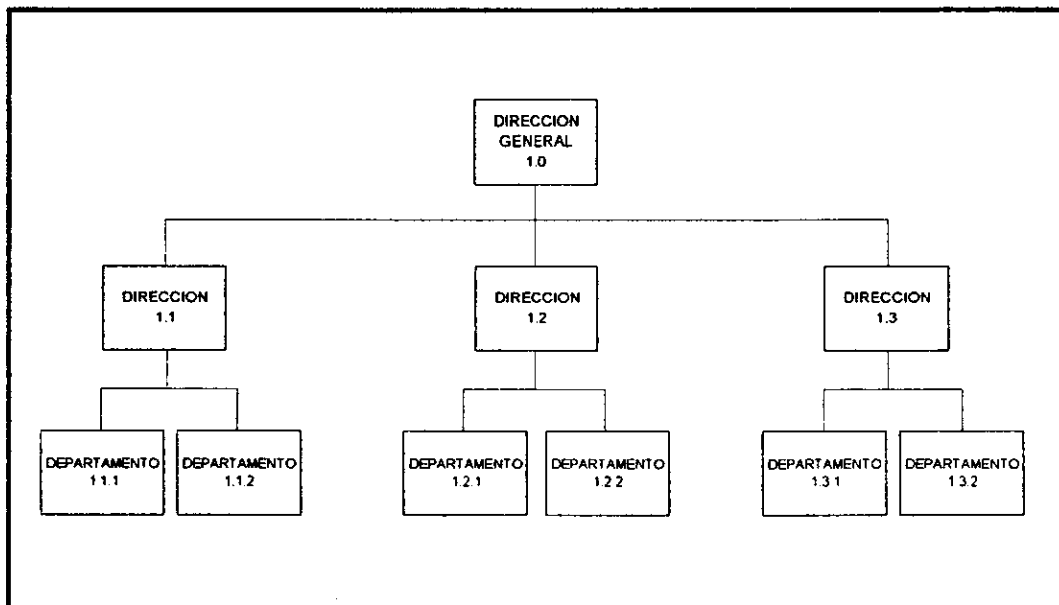 DIRECCION
GENERAL
1.0
DIRECCION
1.1
DIRECCION
1.2
DIRECCION
1.3
DEPARTAMENTO
1.1.1
DEPARTAMENTO
1.1.2
DEPARTAMENTO
1.2.1
DEPARTAMENTO
1.2.2
DEPARTAMENTO
1.3.1
DEPARTAMENTO
1.3.2